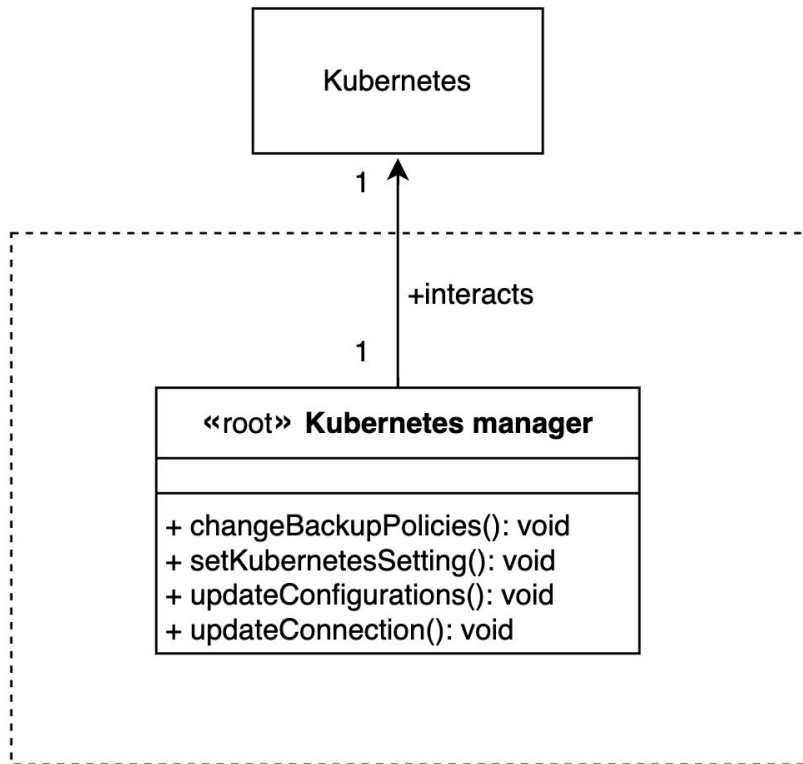 Kubernetes
1
+interacts
1
«root» Kubernetes manager
+ changeBackupPolicies(): void
+ setKubernetesSetting(): void
+ updateConfigurations(): void
+ updateConnection(): void